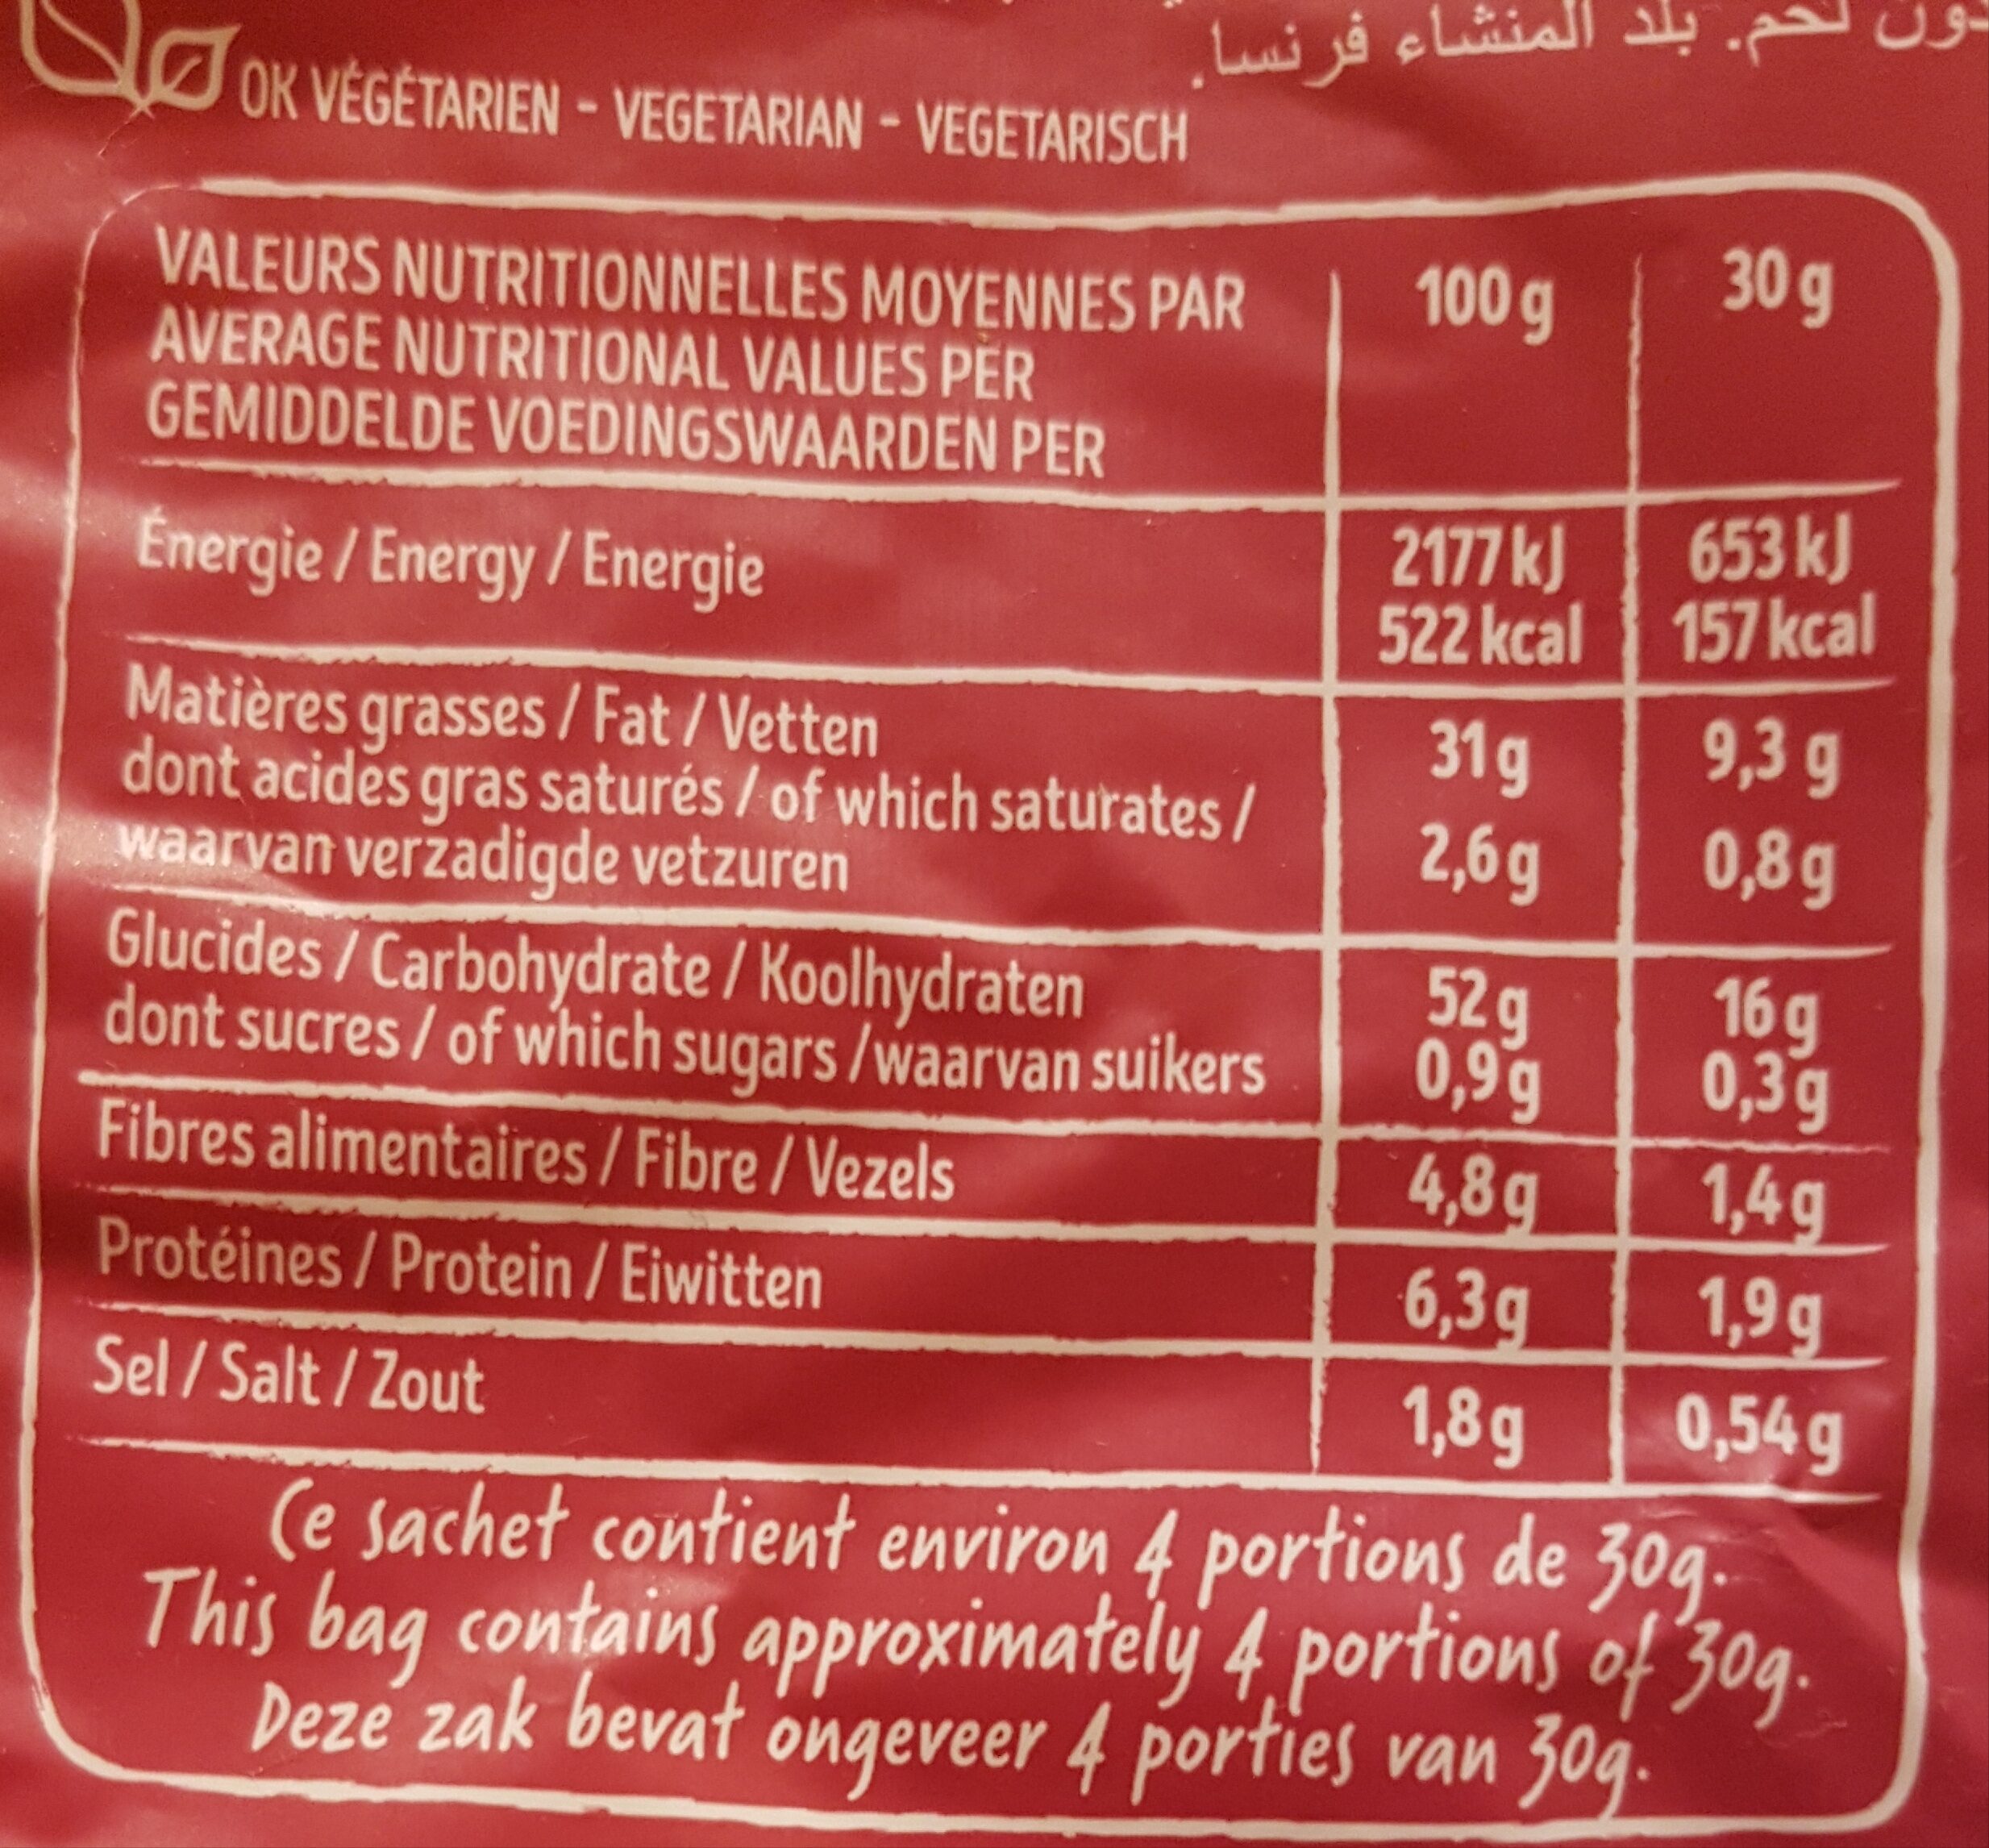 دون لحم. بلد المنشاء فرنسا.
OK VÉGÉTARIEN - VEGETARIAN - VEGETARISCH
VALEURS NUTRITIONNELLES MOYENNES PAR 100 g 30 g
AVERAGE NUTRITIONAL VALUES PER
GEMIDDELDE VOEDINGSWAARDEN PER
Énergie / Energy / Energie 2177 kJ 653 kJ
522 kcal 157 kcal
Matières grasses / Fat / Vetten 31 g 9,3 g
dont acides gras saturés / of which saturates /
waarvan verzadigde vetzuren 2,6 g 0,8 g
Glucides / Carbohydrate / Koolhydraten 52 g 16 g
dont sucres / of which sugars /waarvan suikers 0,9 g 0,3 g
Fibres alimentaires / Fibre / Vezels 4,8 g 1,4 g
Protéines / Protein / Eiwitten 6,3 g 1,9 g
Sel / Salt / Zout 1,8 g 0,54 g
Ce sachet contient environ 4 portions de 30g.
This bag contains approximately 4 portions of 30g.
Deze zak bevat ongeveer 4 porties van 30g.